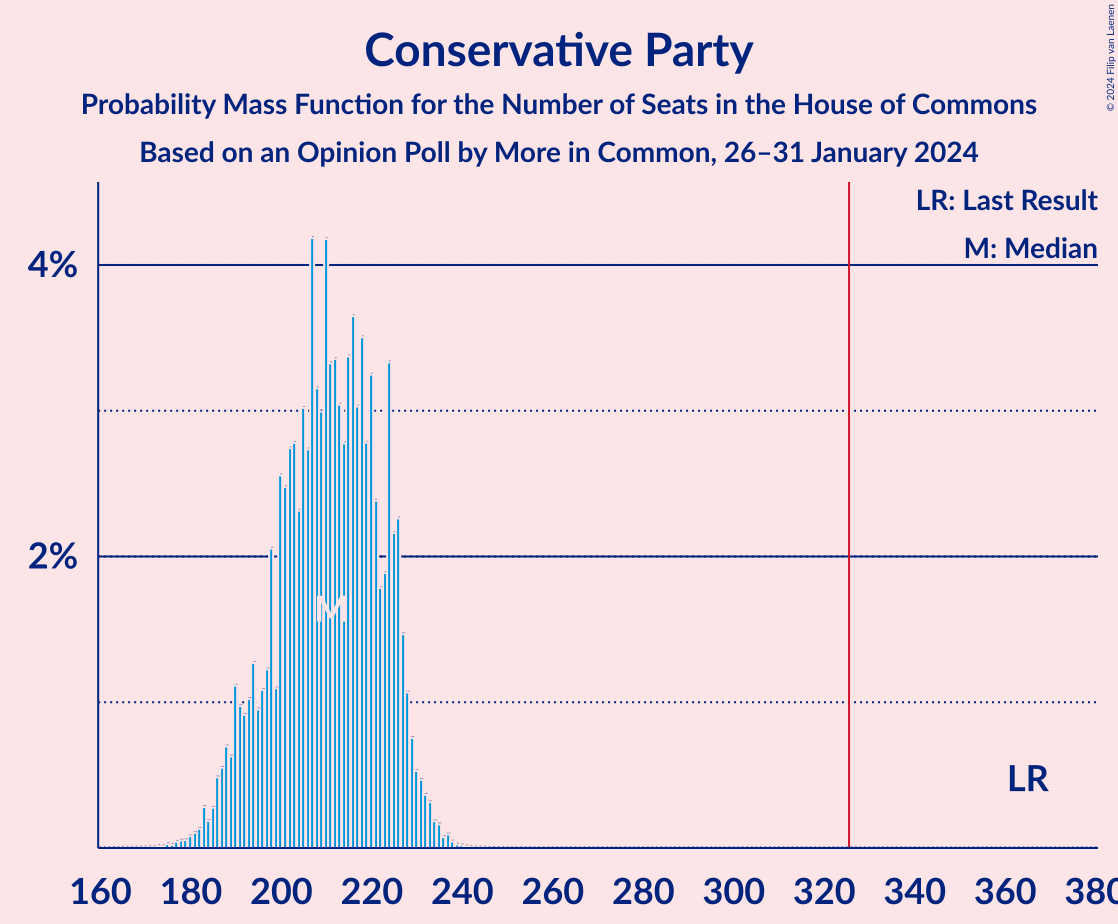 Conservative Party
Probability Mass Function for the Number of Seats in the House of Commons
Based on an Opinion Poll by More in Common, 26–31 January 2024
© 2024 Filip van Laenen
LR: Last Result
M: Median
4%
2%
M
LR
160 180 200 220 240 260 280 300 320 340 360 380